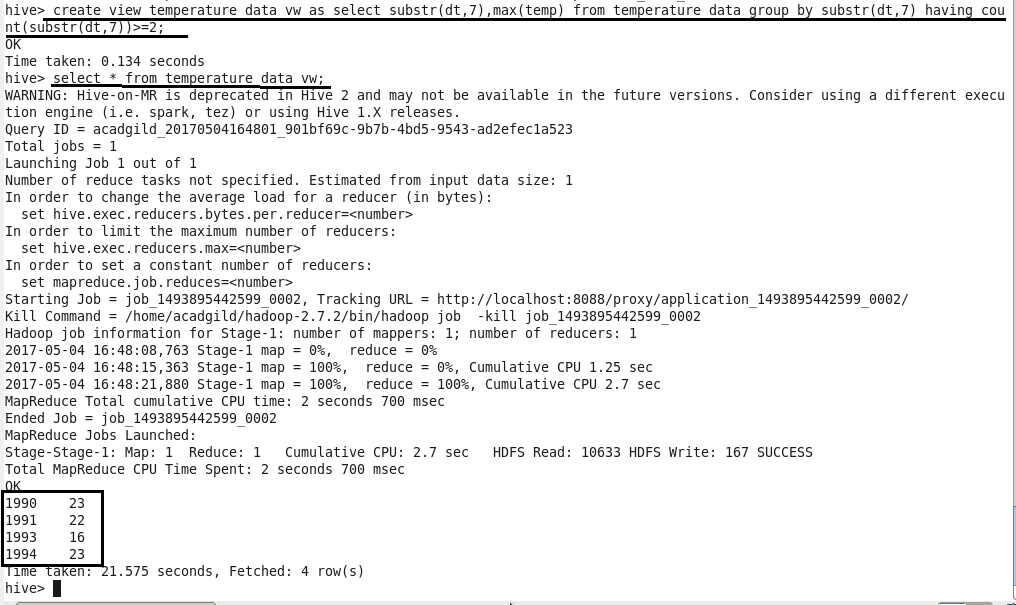 hive> create view temperature_data_vw as select substr(dt,7),max(temp) from temperature_data group by substr(dt,7) having cou
nt(substr(dt,7))>=2;
OK
Time taken: 0.134 seconds
hive> select * from temperature_data_vw;
WARNING: Hive-on-MR is deprecated in Hive 2 and may not be available in the future versions. Consider using a different execu
tion engine (i.e. spark, tez) or using Hive 1.X releases.
Query ID = acadgild_20170504164801_901bf69c-9b7b-4bd5-9543-ad2efec1a523
Total jobs = 1
Launching Job 1 out of 1
Number of reduce tasks not specified. Estimated from input data size: 1
In order to change the average load for a reducer (in bytes):
  set hive.exec.reducers.bytes.per.reducer=<number>
In order to limit the maximum number of reducers:
  set hive.exec.reducers.max=<number>
In order to set a constant number of reducers:
  set mapreduce.job.reduces=<number>
Starting Job = job_1493895442599_0002, Tracking URL = http://localhost:8088/proxy/application_1493895442599_0002/
Kill Command = /home/acadgild/hadoop-2.7.2/bin/hadoop job  -kill job_1493895442599_0002
Hadoop job information for Stage-1: number of mappers: 1; number of reducers: 1
2017-05-04 16:48:08,763 Stage-1 map = 0%,  reduce = 0%
2017-05-04 16:48:15,363 Stage-1 map = 100%,  reduce = 0%, Cumulative CPU 1.25 sec
2017-05-04 16:48:21,880 Stage-1 map = 100%,  reduce = 100%, Cumulative CPU 2.7 sec
MapReduce Total cumulative CPU time: 2 seconds 700 msec
Ended Job = job_1493895442599_0002
MapReduce Jobs Launched:
Stage-Stage-1: Map: 1  Reduce: 1   Cumulative CPU: 2.7 sec   HDFS Read: 10633 HDFS Write: 167 SUCCESS
Total MapReduce CPU Time Spent: 2 seconds 700 msec
OK
1990    23
1991    22
1993    16
1994    23
Time taken: 21.575 seconds, Fetched: 4 row(s)
hive>